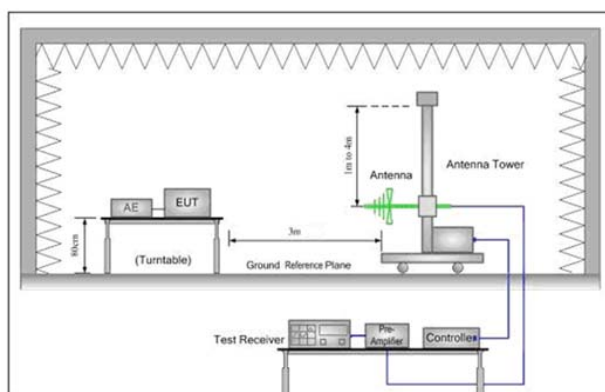 1m to 4m
Antenna
Antenna Tower
AE
EUT
80cm
(Turntable)
3m
Ground Reference Plane
Test Receiver
Pre-
Amplifier
Controller